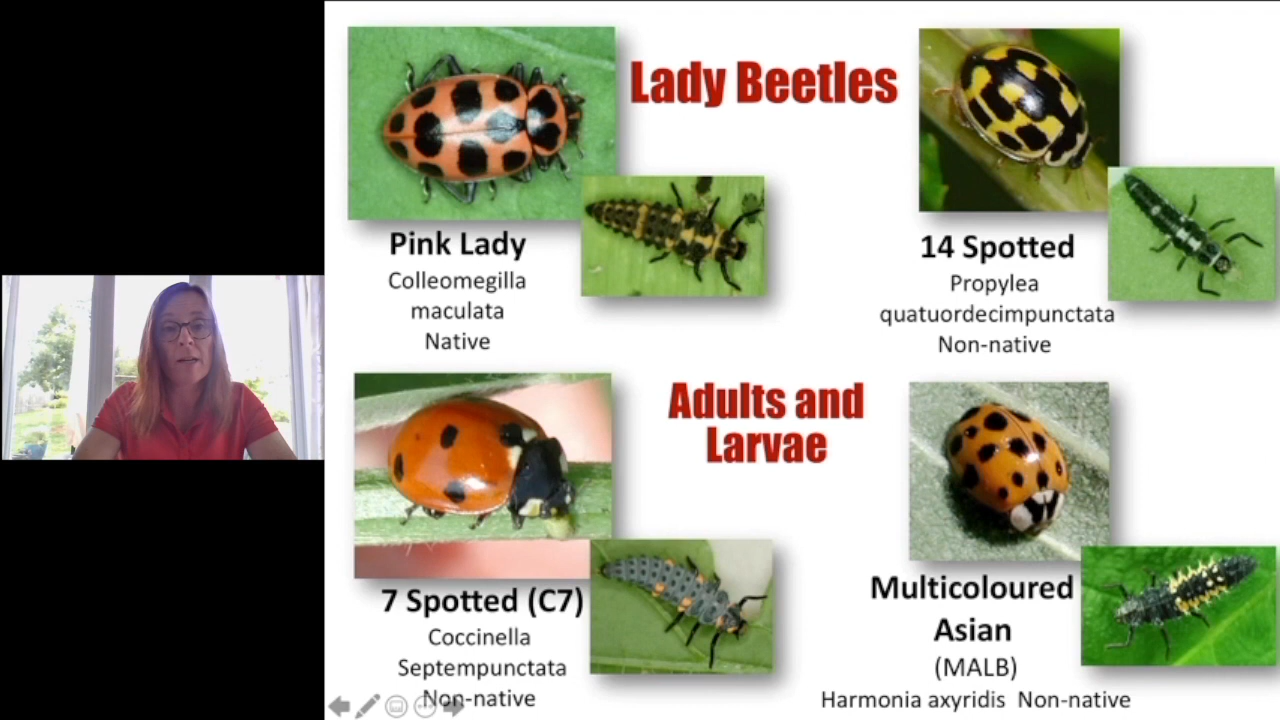 Lady Beetles
Pink Lady
Colleomegilla
maculata
Native
14 Spotted
Propylea
quatuordecimpunctata
Non-native
Adults and
Larvae
7 Spotted (C7)
Coccinella
Septempunctata
Non-native
Multicoloured
Asian
(MALB)
Harmonia axyridis Non-native